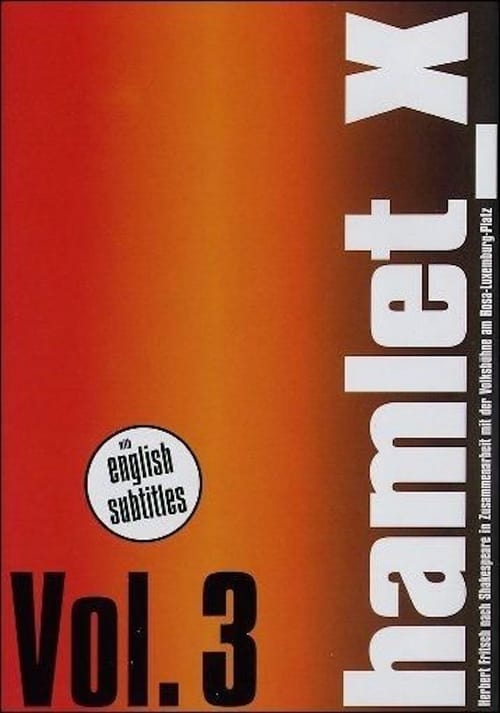 hamlet_x
Herbert Fritsch nach Shakespeare in Zusammenarbeit mit der Volksbühne am Rosa-Luxemburg-Platz
with
english
subtitles
Vol. 3